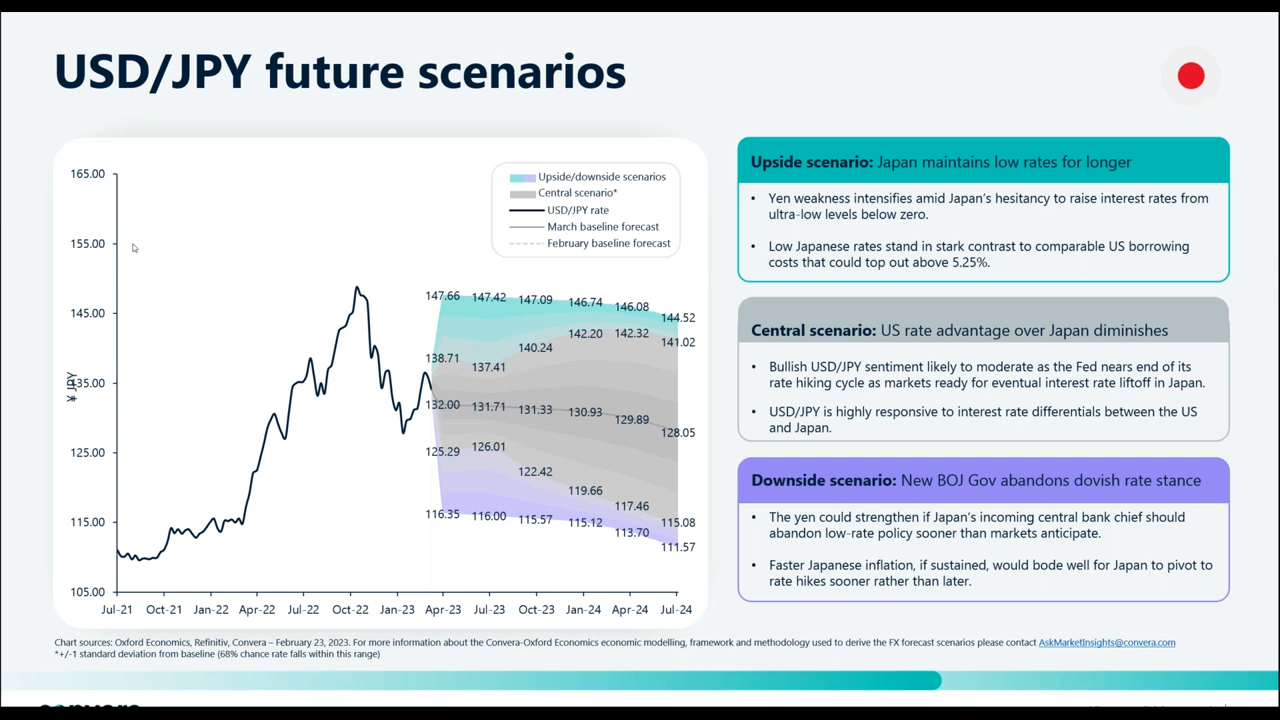 USD/JPY future scenarios
165.00
155.00
145.00
135.00
125.00
115.00
105.00
¥ JPY
Upside/downside scenarios
Central scenario*
USD/JPY rate
March baseline forecast
February baseline forecast
147.66 147.42 147.09 146.74 146.08 144.52
138.71 137.41 140.24 142.20 142.32 141.02
132.00 131.71 131.33 130.93 129.89 128.05
125.29 126.01 122.42 119.66 117.46 115.08
116.35 116.00 115.57 115.12 113.70 111.57
Jul-21 Oct-21 Jan-22 Apr-22 Jul-22 Oct-22 Jan-23 Apr-23 Jul-23 Oct-23 Jan-24 Apr-24 Jul-24
Upside scenario: Japan maintains low rates for longer
• Yen weakness intensifies amid Japan's hesitancy to raise interest rates from
ultra-low levels below zero.
• Low Japanese rates stand in stark contrast to comparable US borrowing
costs that could top out above 5.25%.
Central scenario: US rate advantage over Japan diminishes
• Bullish USD/JPY sentiment likely to moderate as the Fed nears end of its
rate hiking cycle as markets ready for eventual interest rate liftoff in Japan.
• USD/JPY is highly responsive to interest rate differentials between the US
and Japan.
Downside scenario: New BOJ Gov abandons dovish rate stance
• The yen could strengthen if Japan's incoming central bank chief should
abandon low-rate policy sooner than markets anticipate.
• Faster Japanese inflation, if sustained, would bode well for Japan to pivot to
rate hikes sooner rather than later.
Chart sources: Oxford Economics, Refinitiv, Convera – February 23, 2023. For more information about the Convera-Oxford Economics economic modelling, framework and methodology used to derive the FX forecast scenarios please contact AskMarketInsights@convera.com
*+/-1 standard deviation from baseline (68% chance rate falls within this range)
convera